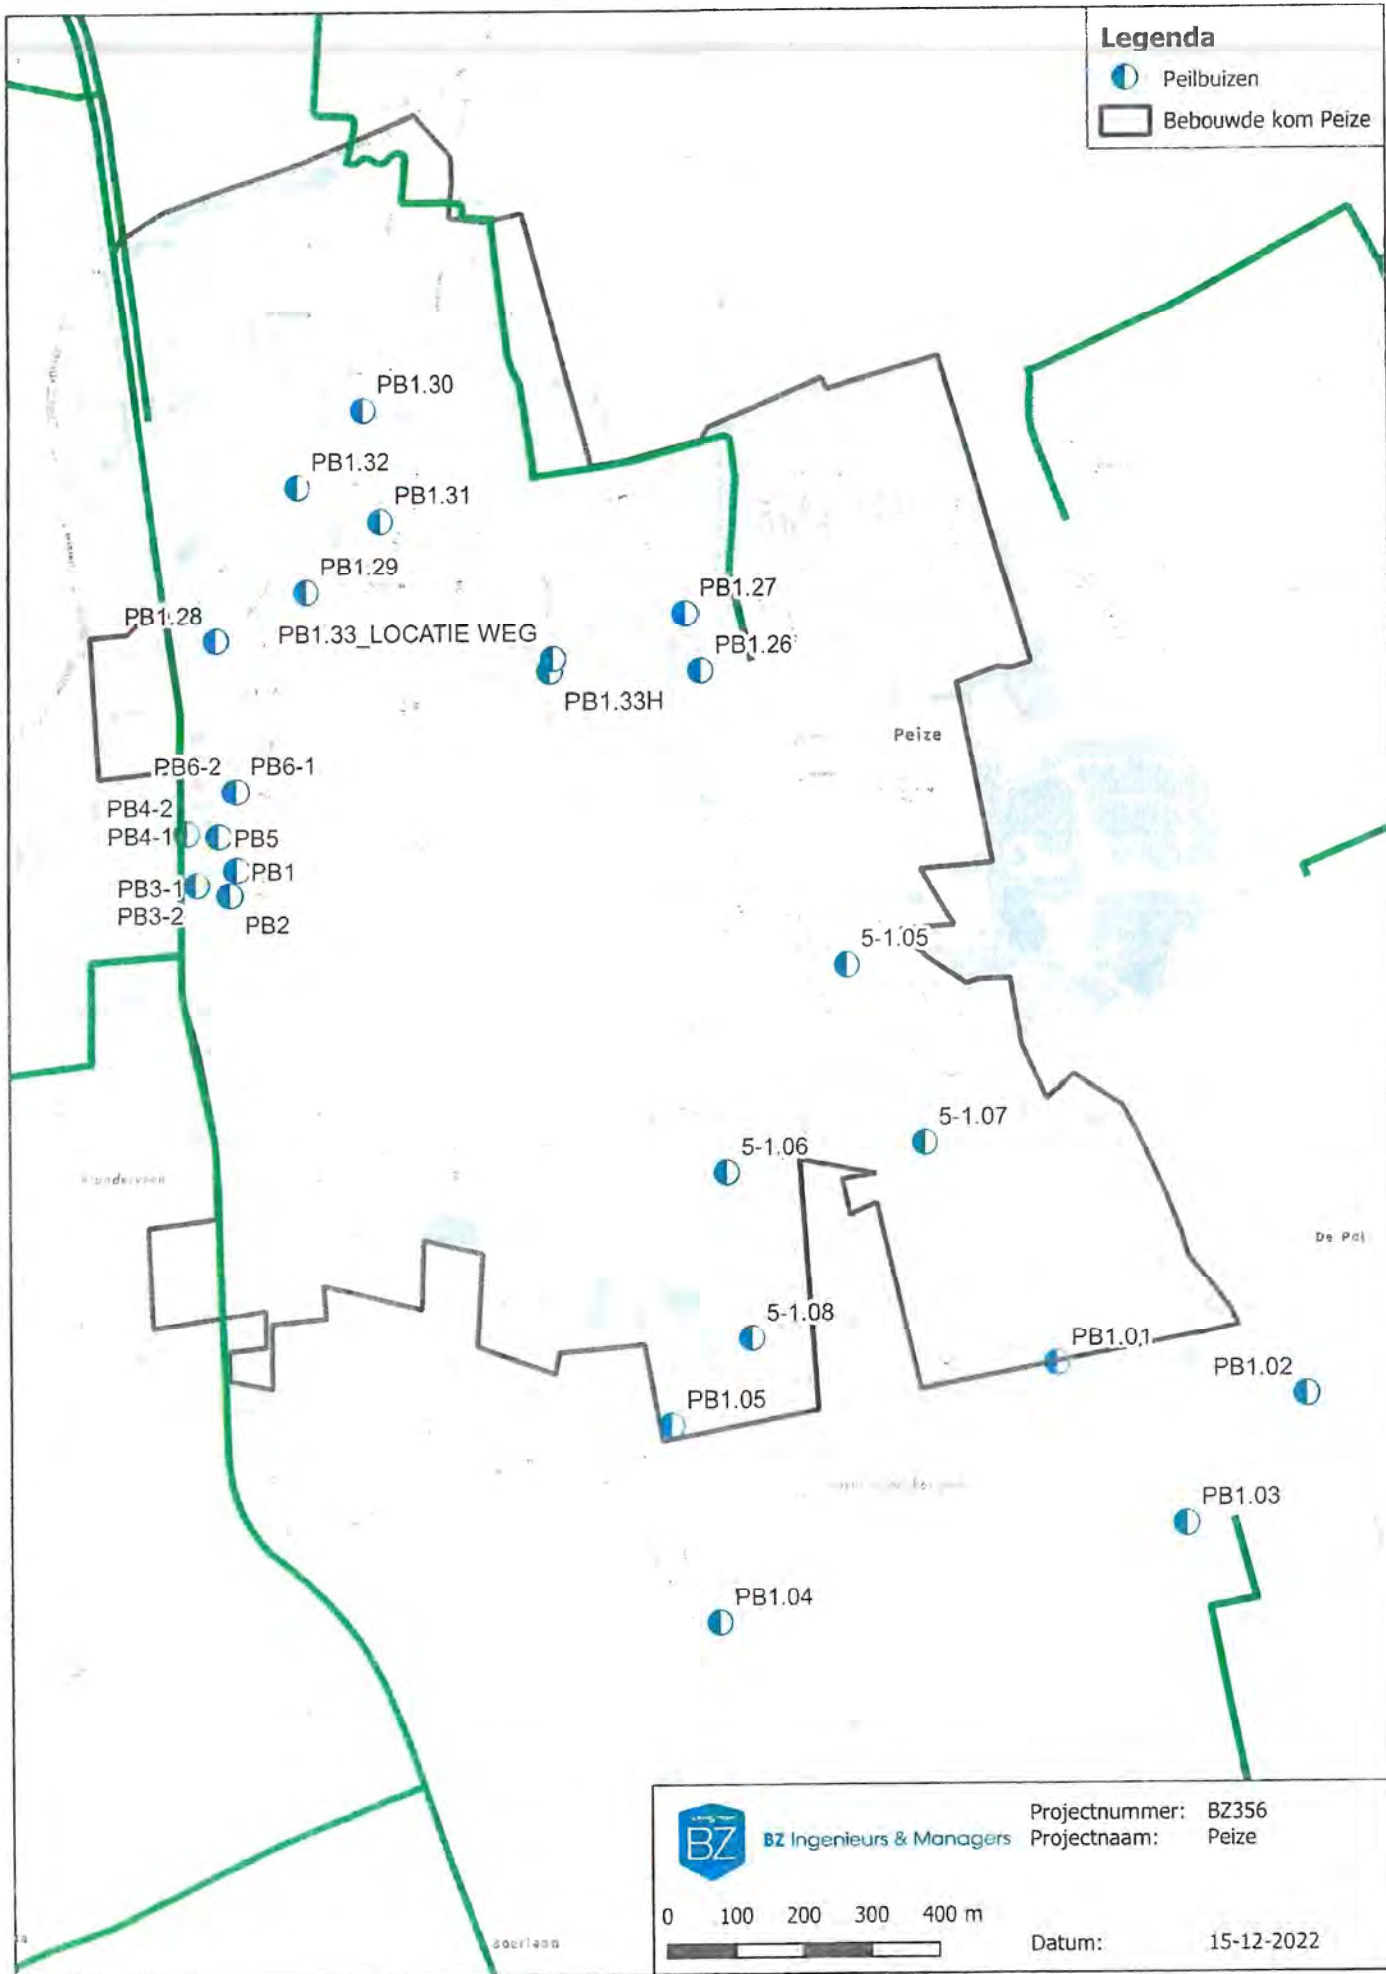 Legenda
Peilbuizen
Bebouwde kom Peize
PB1.30
PB1.32
PB1.31
PB1.29
PB1.27
PB1.28
PB1.33_LOCATIE WEG
PB1.26
PB1.33H
Peize
PB6-2
PB6-1
PB4-2
PB4-1
PB5
PB1
PB3-1
PB3-2
PB2
5-1.05
5-1.07
5-1.06
De Pol
5-1.08
PB1.01
PB1.02
PB1.05
PB1.03
PB1.04
BZ
BZ Ingenieurs & Managers
Projectnummer: BZ356
Projectnaam: Peize
0 100 200 300 400 m
Datum: 15-12-2022